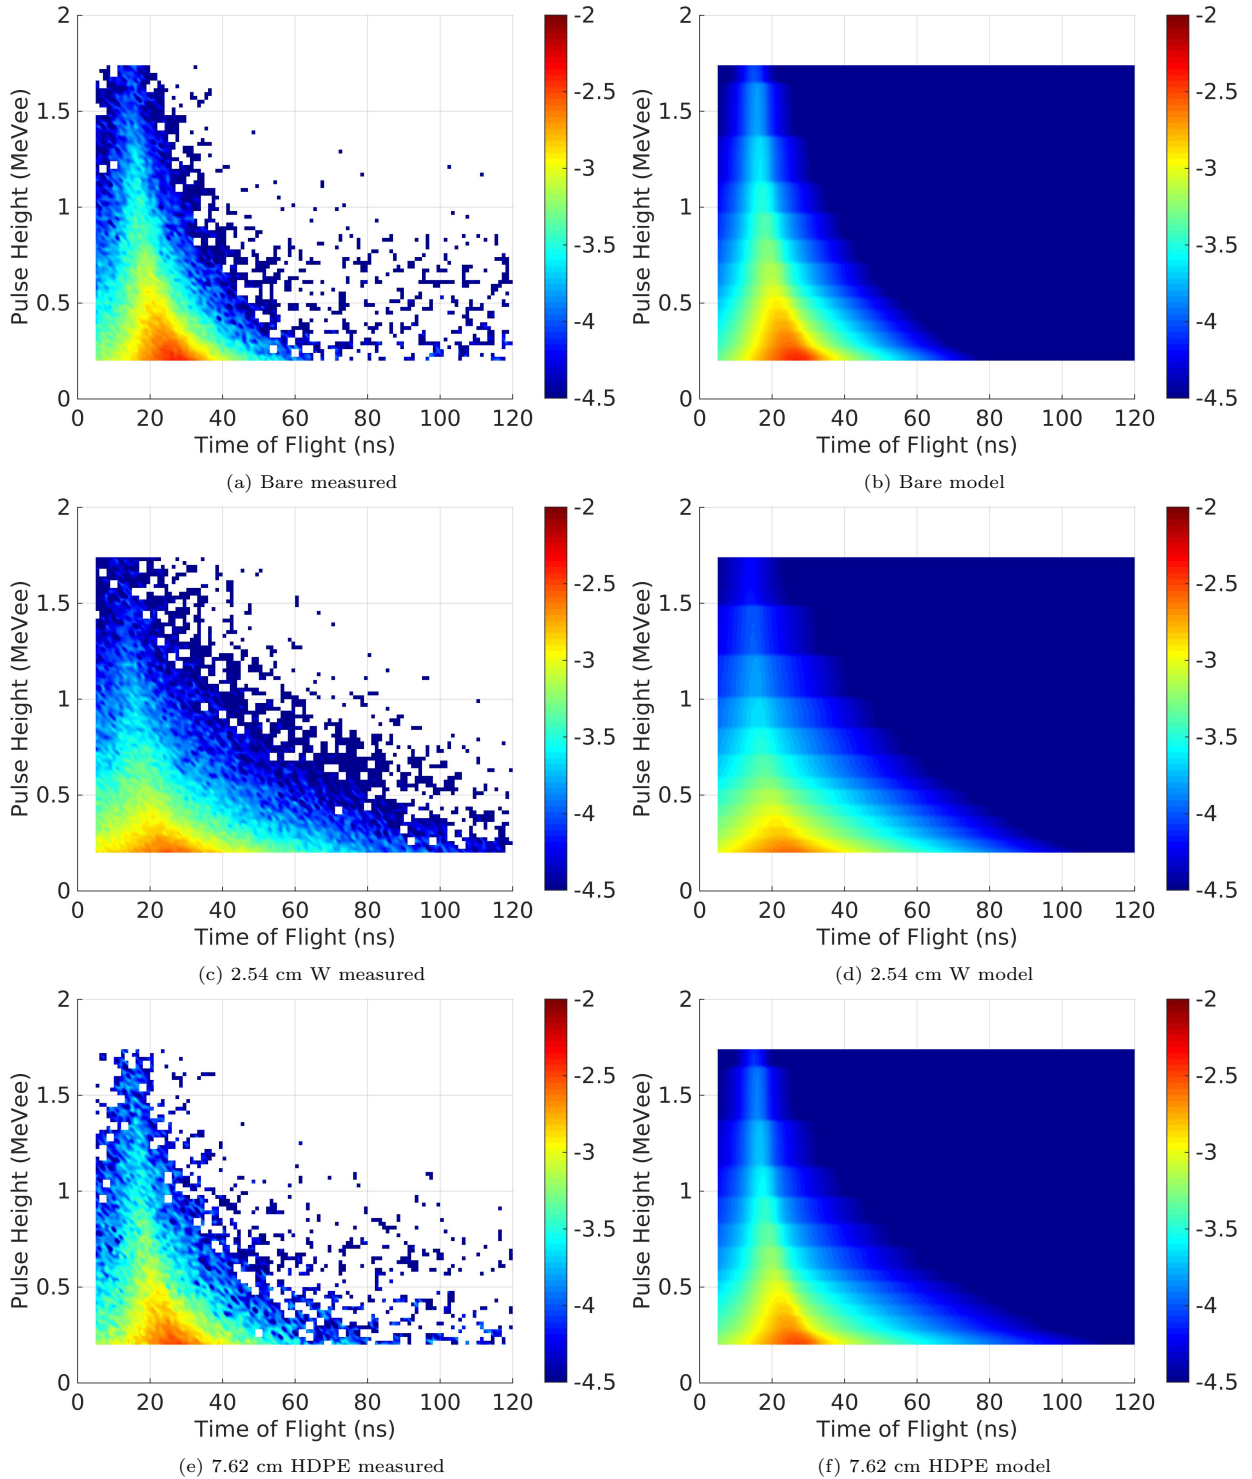 2
1.5
1
0.5
0
Pulse Height (MeVee)
0 20 40 60 80 100 120
Time of Flight (ns)
-2
-2.5
-3
-3.5
-4
-4.5
(a) Bare measured
2
1.5
1
0.5
0
Pulse Height (MeVee)
0 20 40 60 80 100 120
Time of Flight (ns)
-2
-2.5
-3
-3.5
-4
-4.5
(b) Bare model
2
1.5
1
0.5
0
Pulse Height (MeVee)
0 20 40 60 80 100 120
Time of Flight (ns)
-2
-2.5
-3
-3.5
-4
-4.5
(c) 2.54 cm W measured
2
1.5
1
0.5
0
Pulse Height (MeVee)
0 20 40 60 80 100 120
Time of Flight (ns)
-2
-2.5
-3
-3.5
-4
-4.5
(d) 2.54 cm W model
2
1.5
1
0.5
0
Pulse Height (MeVee)
0 20 40 60 80 100 120
Time of Flight (ns)
-2
-2.5
-3
-3.5
-4
-4.5
(e) 7.62 cm HDPE measured
2
1.5
1
0.5
0
Pulse Height (MeVee)
0 20 40 60 80 100 120
Time of Flight (ns)
-2
-2.5
-3
-3.5
-4
-4.5
(f) 7.62 cm HDPE model